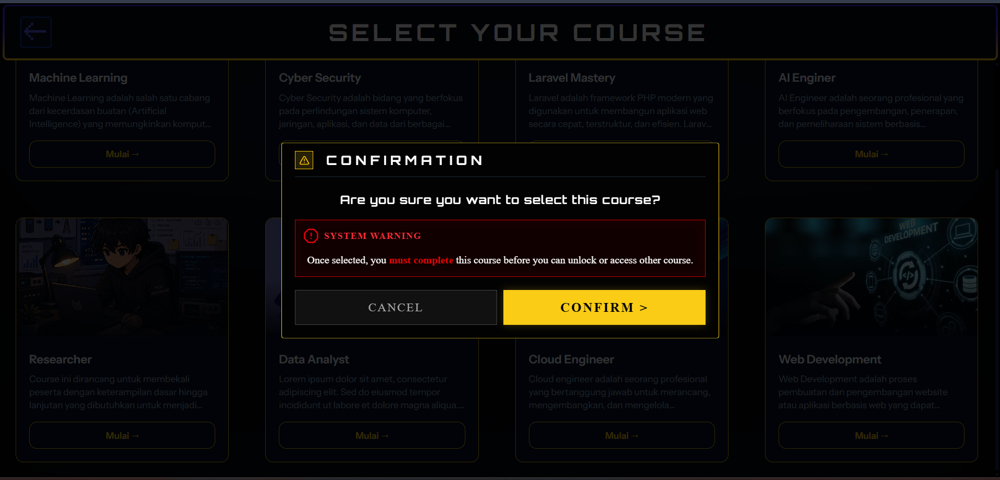 SELECT YOUR COURSE
Machine Learning
Machine Learning adalah salah satu cabang
dari kecerdasan buatan (Artificial
Intelligence) yang memungkinkan komput...
Mulai →
Cyber Security
Cyber Security adalah bidang yang berfokus
pada perlindungan sistem komputer,
jaringan, aplikasi, dan data dari berbagai...
Laravel Mastery
Laravel adalah framework PHP modern yang
digunakan untuk membangun aplikasi web
secara cepat, terstruktur, dan efisien. Larav...
AI Enginer
AI Engineer adalah seorang profesional yang
berfokus pada pengembangan, penerapan,
dan pemeliharaan sistem berbasis...
Mulai →
CONFIRMATION
Are you sure you want to select this course?
SYSTEM WARNING
Once selected, you must complete this course before you can unlock or access other course.
CANCEL
CONFIRM >
DATA
ANALYSIS
WEB
DEVELOPMENT
Researcher
Course ini dirancang untuk membekali
peserta dengan keterampilan dasar hingga
lanjutan yang dibutuhkan untuk menjadi...
Mulai →
Data Analyst
Lorem ipsum dolor sit amet, consectetur
adipiscing elit. Sed do eiusmod tempor
incididunt ut labore et dolore magna aliqua....
Mulai →
Cloud Engineer
Cloud engineer adalah seorang profesional
yang bertanggung jawab untuk merancang,
mengembangkan, dan mengelola...
Mulai →
Web Development
Web Development adalah proses
pembuatan dan pengembangan website
atau aplikasi berbasis web yang dapat...
Mulai →